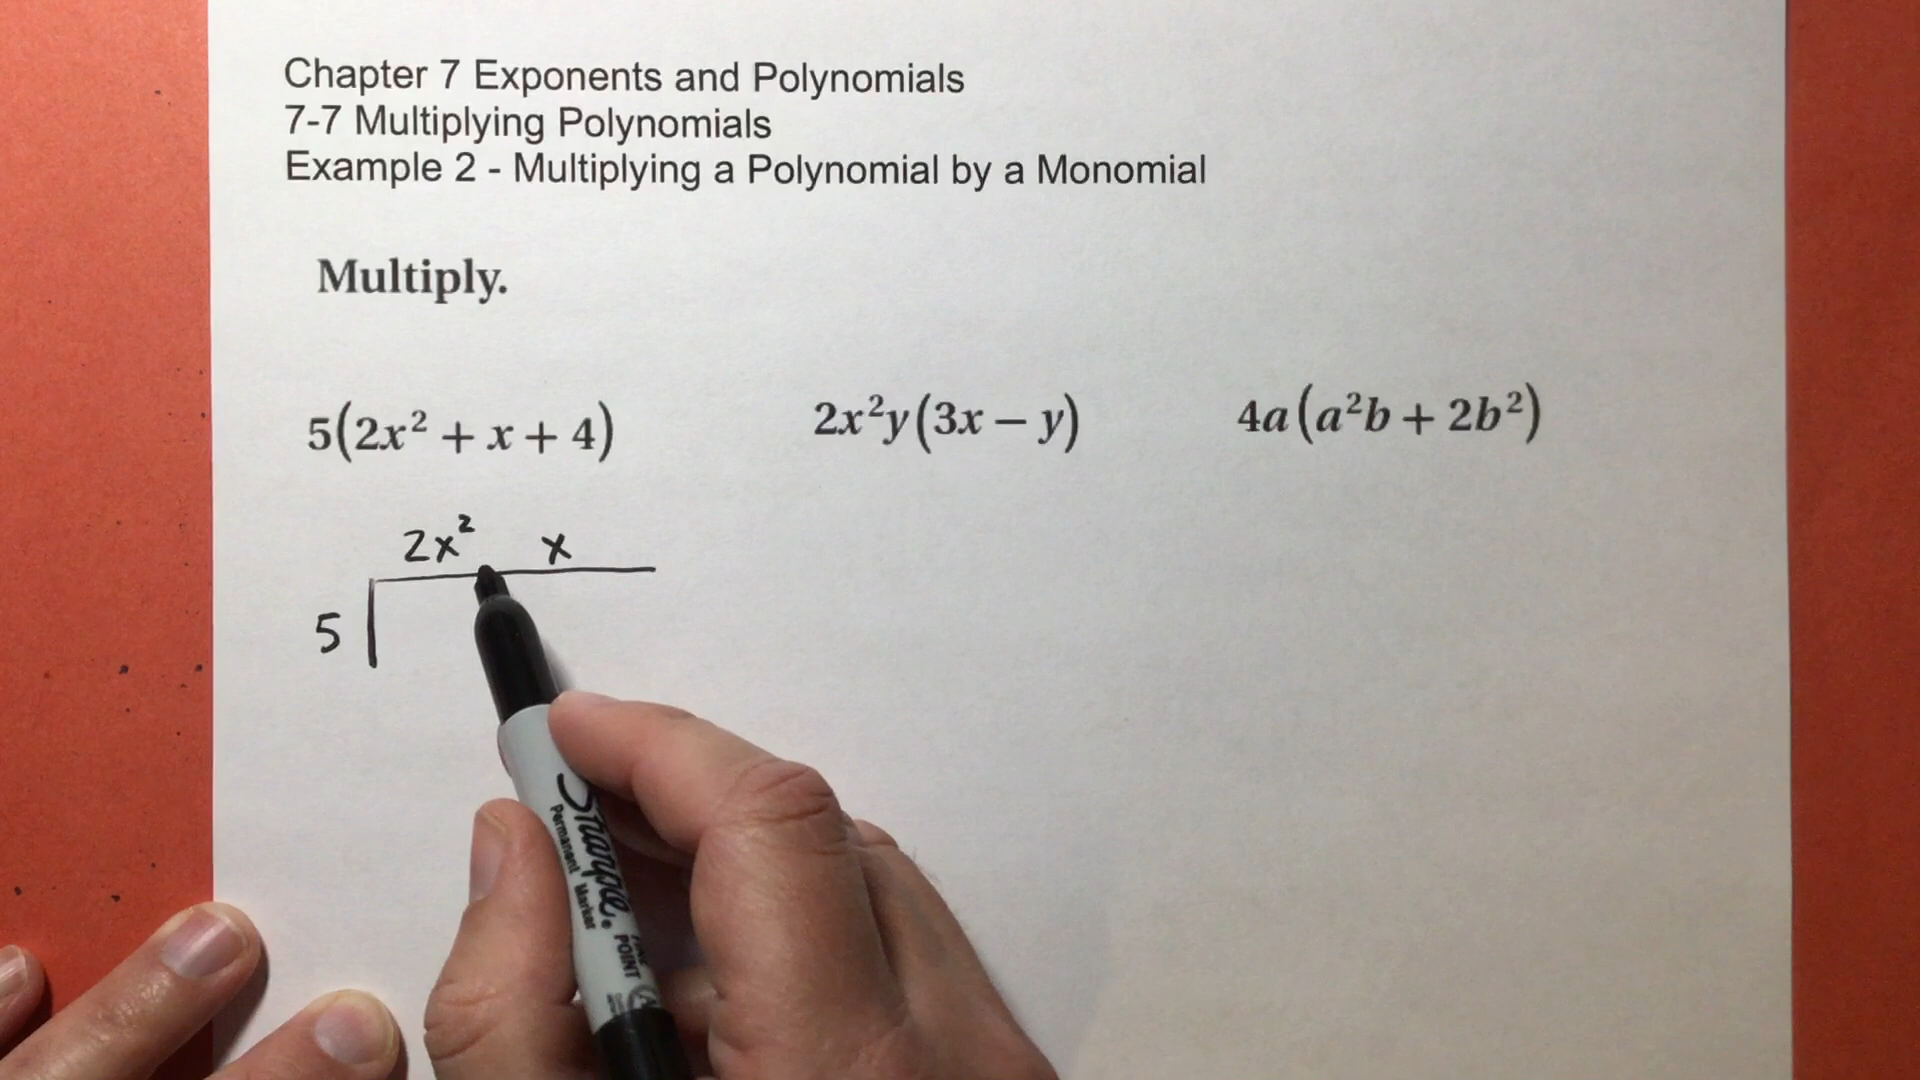 Chapter 7 Exponents and Polynomials
7-7 Multiplying Polynomials
Example 2 - Multiplying a Polynomial by a Monomial
Multiply.
5(2x² + x + 4) 2x²y(3x − y) 4a(a²b + 2b²)
2x² x
5
Sharpie.
Permanent Marker
POINT